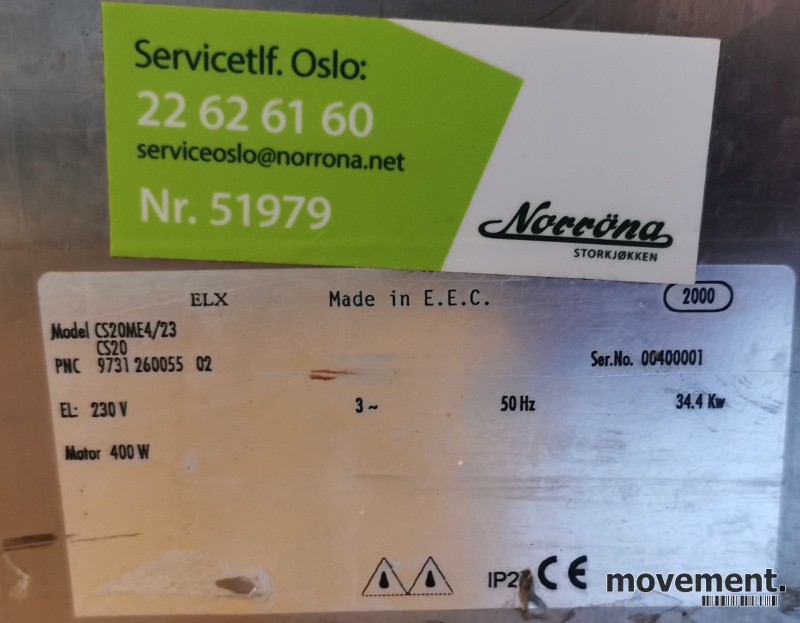 Servicetlf. Oslo:
22 62 61 60
serviceoslo@norrona.net
Nr. 51979
Norröna
STORKJØKKEN
ELX Made in E.E.C. 2000
Model CS20ME4/23
CS20
PNC 9731 260055 02 Ser.No. 00400001
EL: 230 V 3~ 50 Hz 34.4 Kw
Motor 400 W
CE
movement.